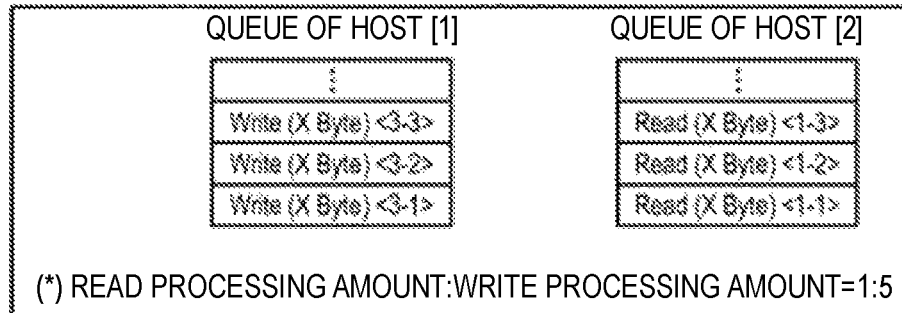 QUEUE OF HOST [1] QUEUE OF HOST [2]
Write (X Byte) <3-3> Read (X Byte) <1-3>
Write (X Byte) <3-2> Read (X Byte) <1-2>
Write (X Byte) <3-1> Read (X Byte) <1-1>
(*) READ PROCESSING AMOUNT:WRITE PROCESSING AMOUNT=1:5